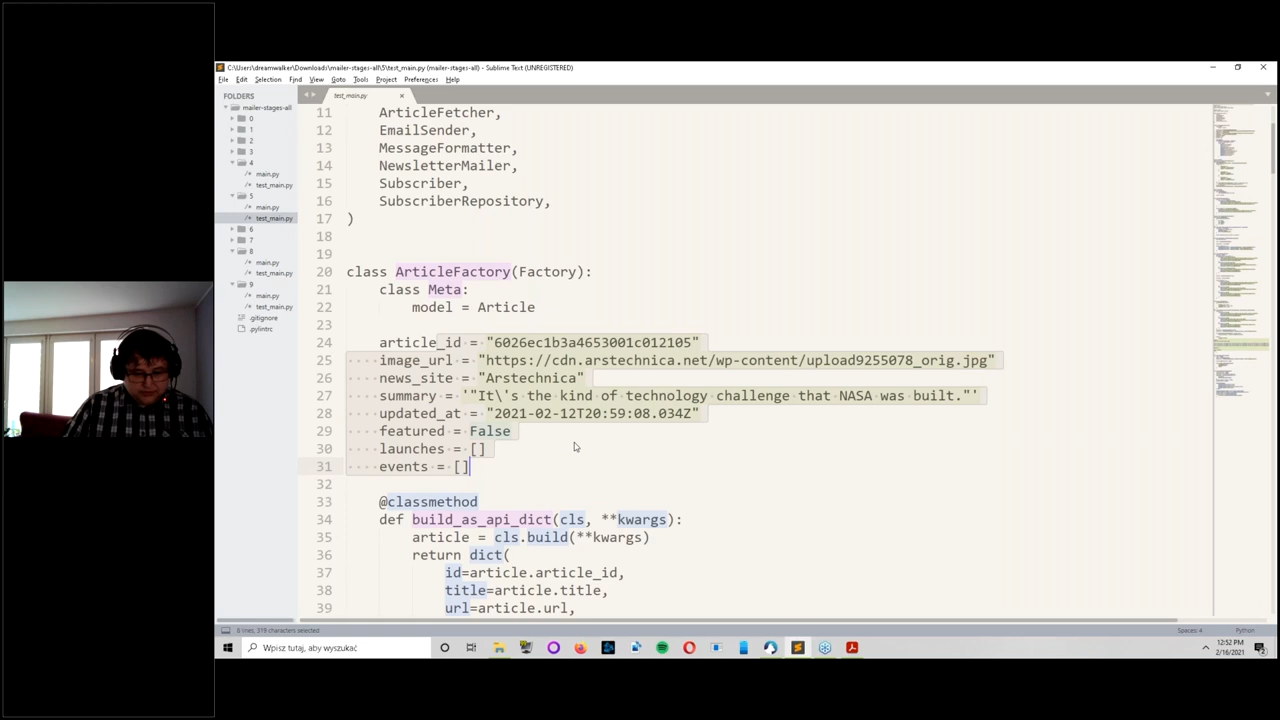 C:\Users\dreamwalker\Downloads\mailer-stages-all\5\test_main.py (mailer-stages-all) - Sublime Text (UNREGISTERED)
File Edit Selection Find View Goto Tools Project Preferences Help
FOLDERS
mailer-stages-all
0
1
2
3
4
main.py
test_main.py
5
main.py
test_main.py
6
7
8
main.py
test_main.py
9
main.py
test_main.py
.gitignore
.pylintrc
test_main.py
11 ArticleFetcher,
12 EmailSender,
13 MessageFormatter,
14 NewsletterMailer,
15 Subscriber,
16 SubscriberRepository,
17 )
18
19
20 class ArticleFactory(Factory):
21 class Meta:
22 model = Article
23
24 article_id = "6026ec1b3a4653001c012105"
25 image_url = "https://cdn.arstechnica.net/wp-content/upload9255078_orig.jpg"
26 news_site = "Arstechnica"
27 summary = '"It\'s the kind of technology challenge that NASA was built."'
28 updated_at = "2021-02-12T20:59:08.034Z"
29 featured = False
30 launches = []
31 events = []
32
33 @classmethod
34 def build_as_api_dict(cls, **kwargs):
35 article = cls.build(**kwargs)
36 return dict(
37 id=article.article_id,
38 title=article.title,
39 url=article.url,
8 lines, 319 characters selected
Spaces: 4 Python
Wpisz tutaj, aby wyszukać
12:52 PM
2/16/2021